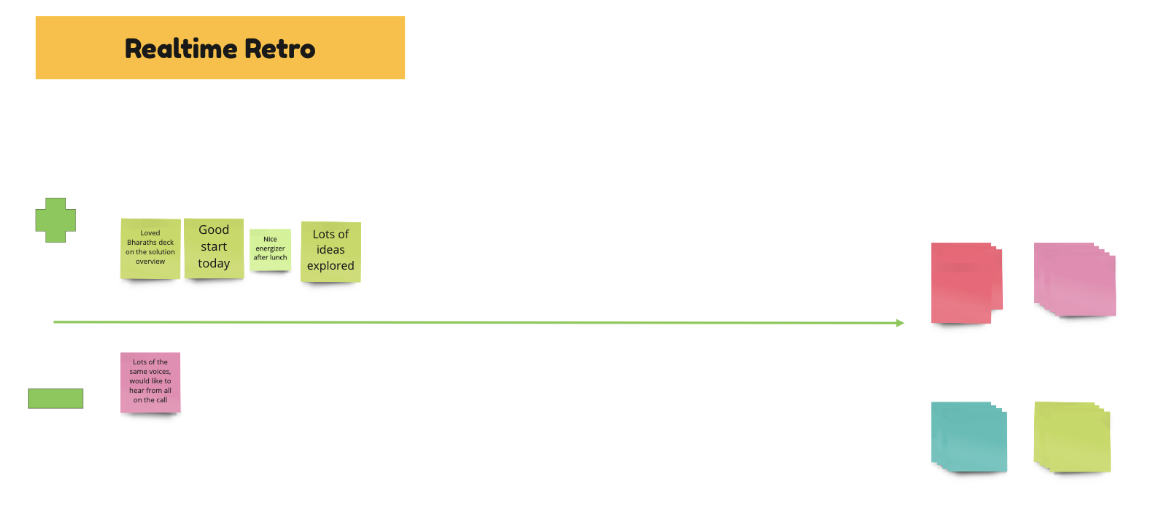 Realtime Retro
Loved
Bharaths deck
on the solution
overview
Good
start
today
Nice
energizer
after lunch
Lots of
ideas
explored
Lots of the
same voices,
would like to
hear from all
on the call